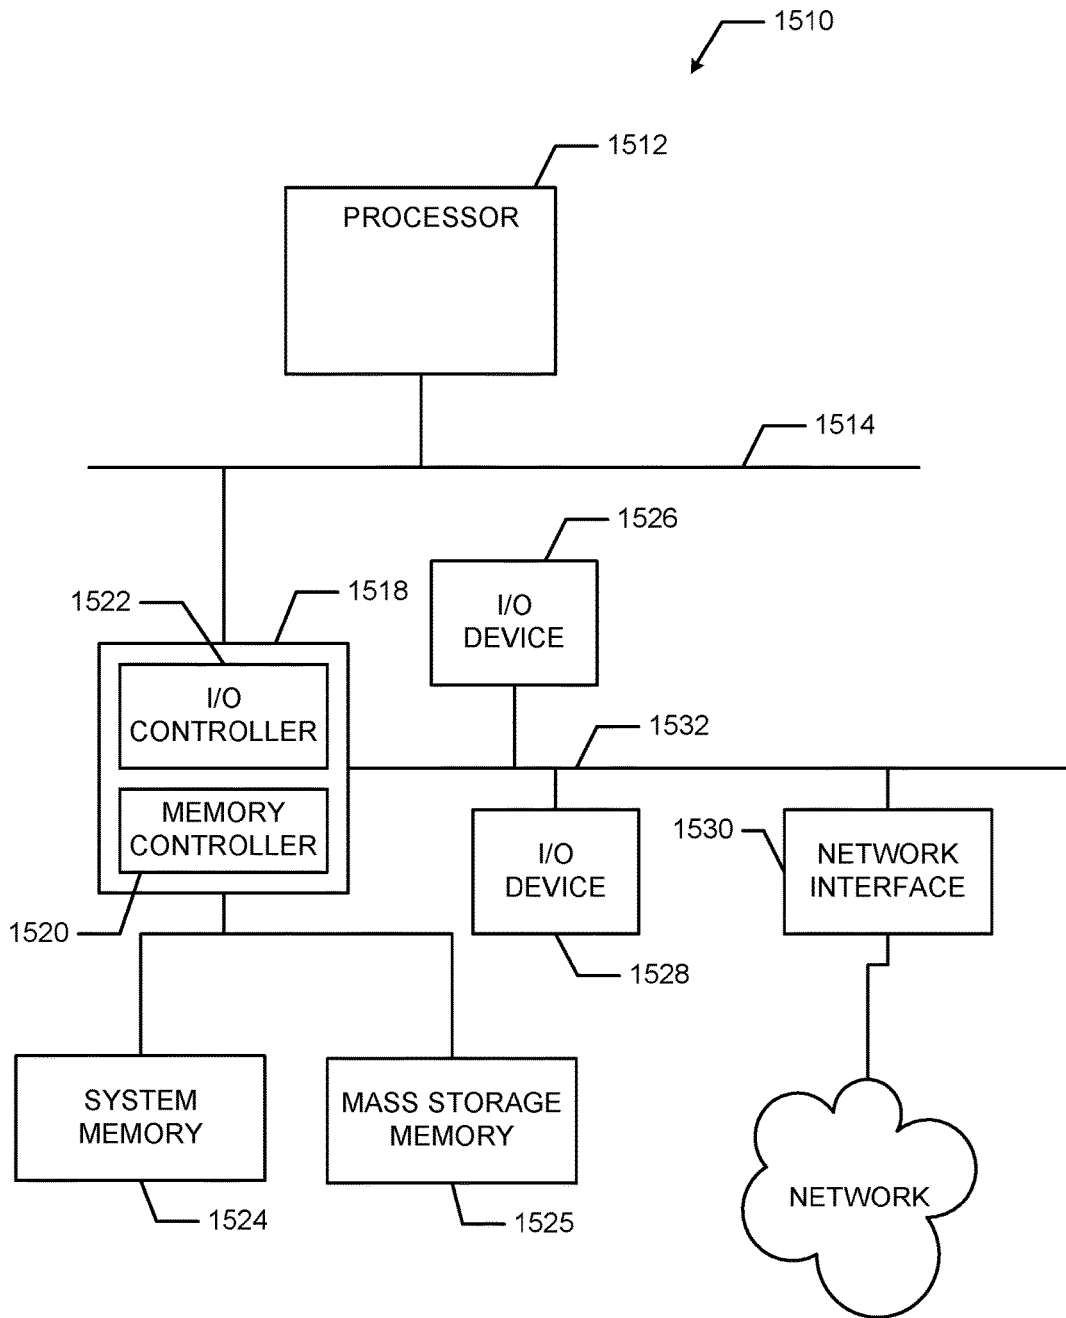 1510
1512
PROCESSOR
1514
1526
1522
1518
I/O
DEVICE
I/O
CONTROLLER
1532
MEMORY
CONTROLLER
1530
I/O
DEVICE
NETWORK
INTERFACE
1520
1528
SYSTEM
MEMORY
MASS STORAGE
MEMORY
NETWORK
1524
1525